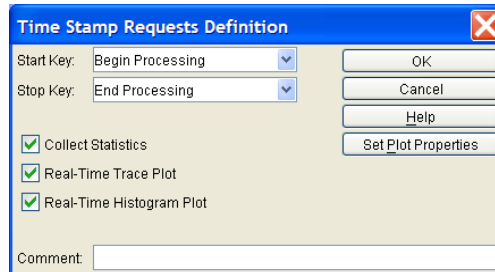 Time Stamp Requests Definition
Start Key: Begin Processing
OK
Stop Key: End Processing
Cancel
Help
Collect Statistics
Set Plot Properties
Real-Time Trace Plot
Real-Time Histogram Plot
Comment: